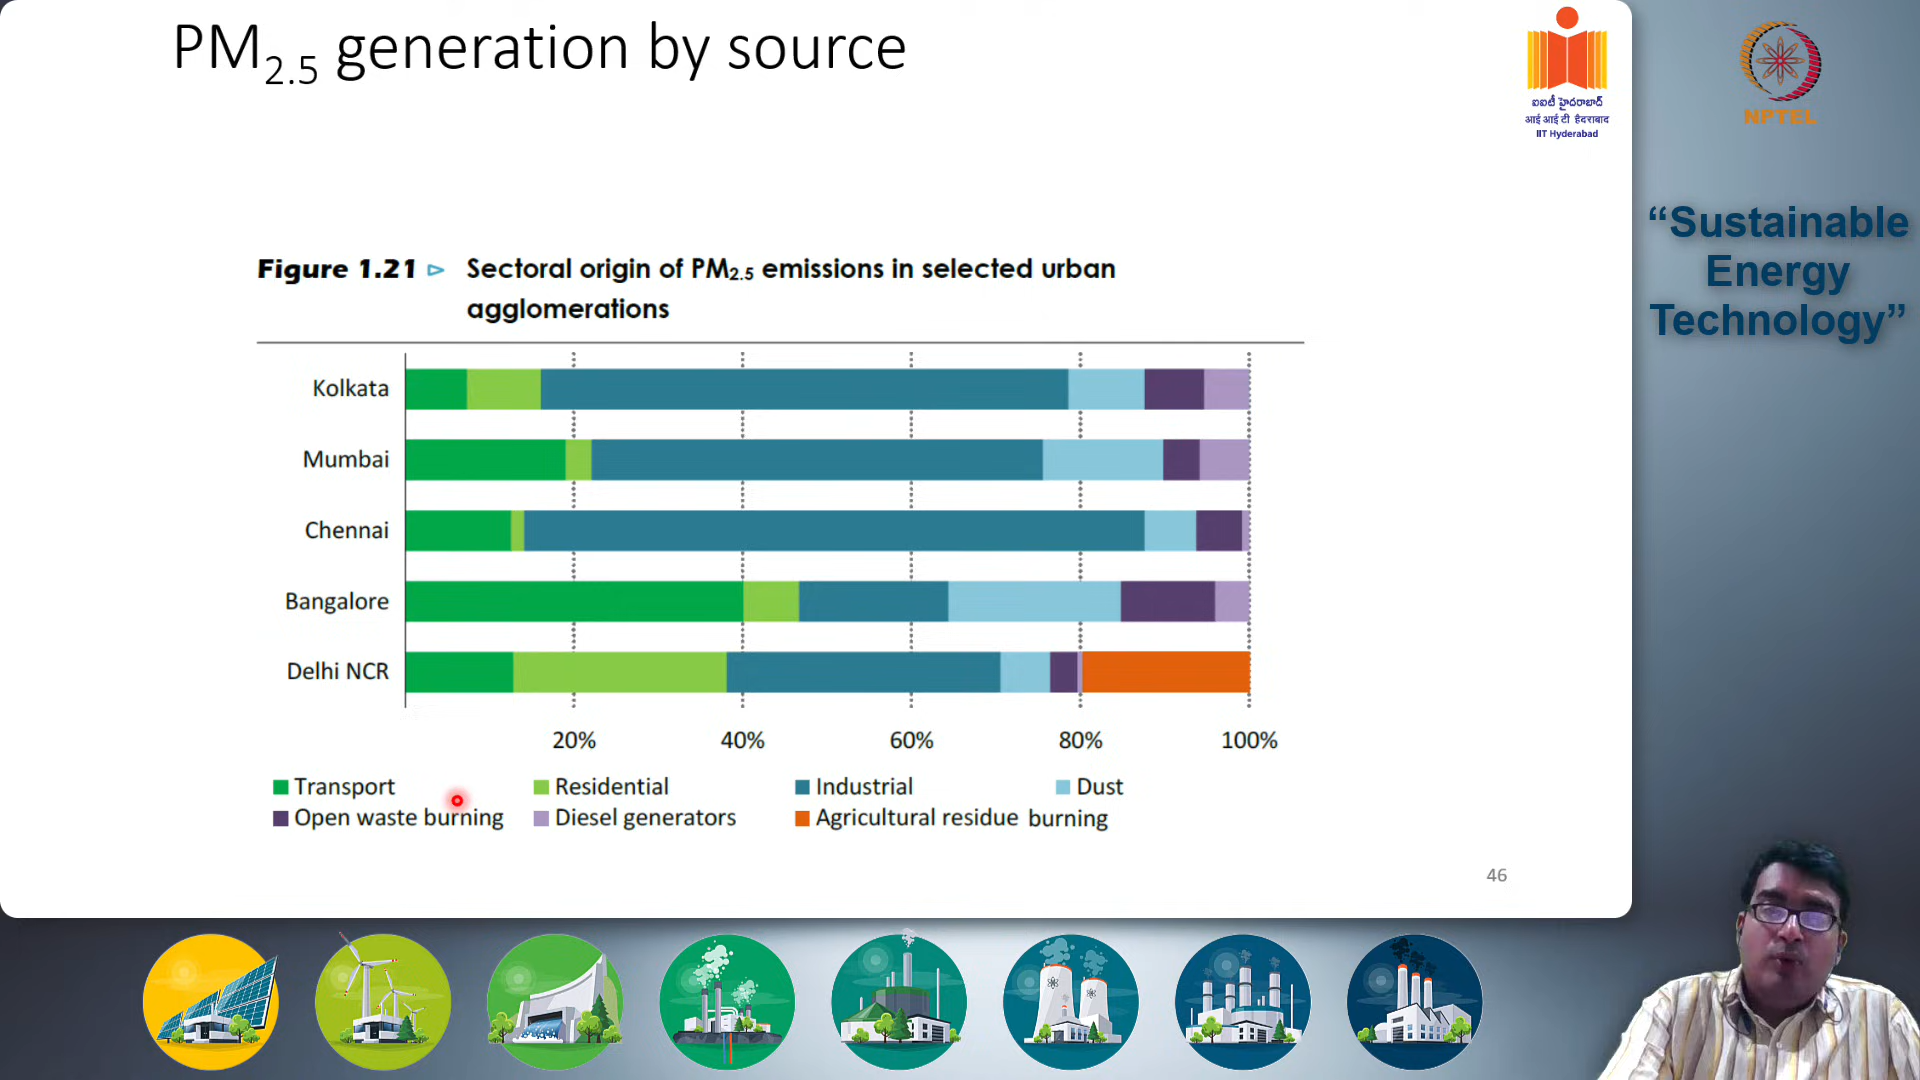 PM2.5 generation by source
ఐఐటీ హైదరాబాద్
आई आई टी हैदराबाद
IIT Hyderabad
NPTEL
“Sustainable
Energy
Technology”
Figure 1.21 ▷ Sectoral origin of PM2.5 emissions in selected urban
agglomerations
Kolkata
Mumbai
Chennai
Bangalore
Delhi NCR
20% 40% 60% 80% 100%
Transport Residential Industrial Dust
Open waste burning Diesel generators Agricultural residue burning
46